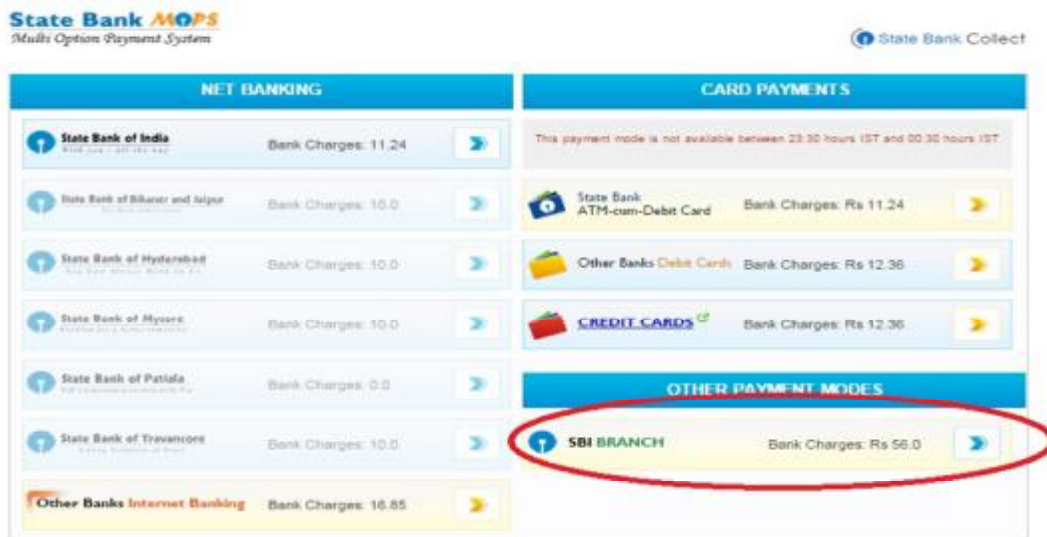 State Bank MOPS
Multi Option Payment System
State Bank Collect
NET BANKING
State Bank of India
Bank Charges: 11.24
State Bank of Bikaner and Jaipur
Bank Charges: 10.0
State Bank of Hyderabad
Bank Charges: 10.0
State Bank of Mysore
Bank Charges: 10.0
State Bank of Patiala
Bank Charges: 0.0
State Bank of Travancore
Bank Charges: 10.0
Other Banks Internet Banking
Bank Charges: 16.85
CARD PAYMENTS
This payment mode is not available between 23:30 hours IST and 00:30 hours IST
State Bank
ATM-cum-Debit Card
Bank Charges: Rs 11.24
Other Banks Debit Cards
Bank Charges: Rs 12.36
CREDIT CARDS
Bank Charges: Rs 12.36
OTHER PAYMENT MODES
SBI BRANCH
Bank Charges: Rs 56.0